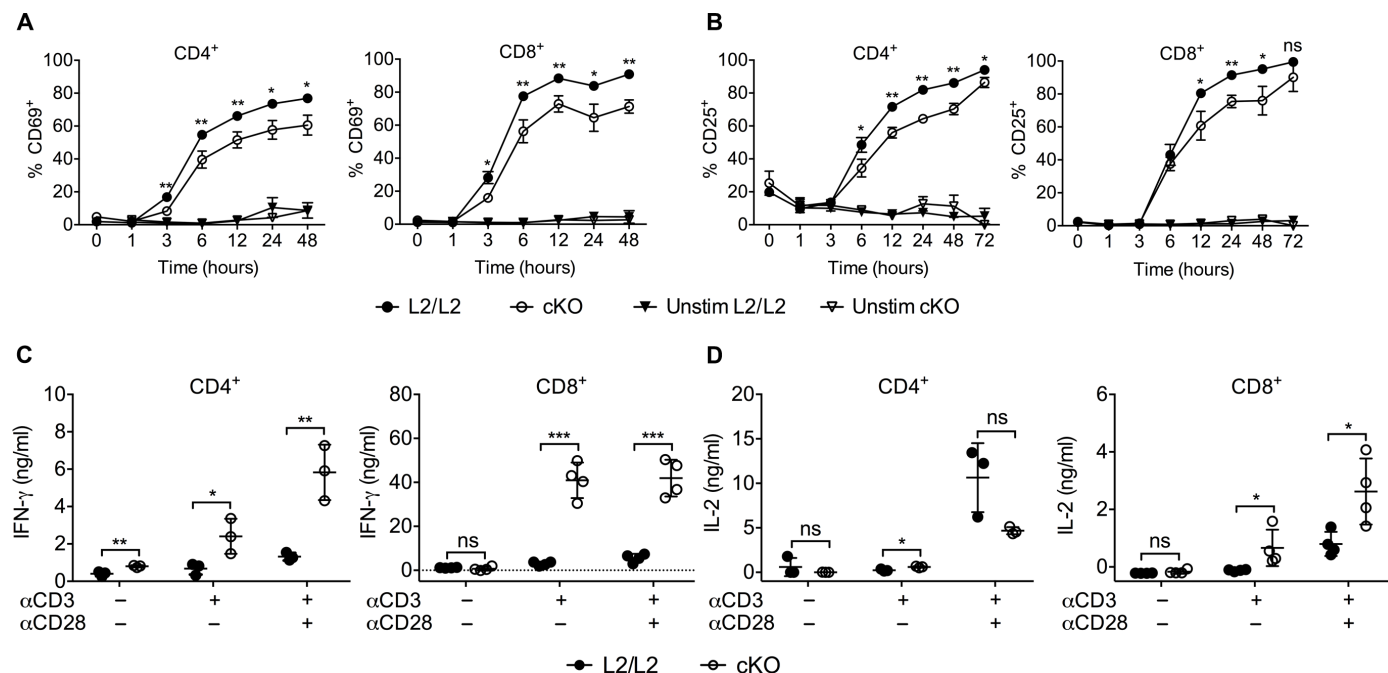 A
CD4+
% CD69+
100
80
60
40
20
0
** ** ** * *
0 1 3 6 12 24 48
Time (hours)
CD8+
% CD69+
100
80
60
40
20
0
* ** ** * **
0 1 3 6 12 24 48
Time (hours)
B
CD4+
% CD25+
100
80
60
40
20
0
* ** ** ** *
0 1 3 6 12 24 48 72
Time (hours)
CD8+
% CD25+
100
80
60
40
20
0
* ** * ns
0 1 3 6 12 24 48 72
Time (hours)
L2/L2 cKO Unstim L2/L2 Unstim cKO
C
CD4+
IFN-γ (ng/ml)
10
8
6
4
2
0
** * **
αCD3 – + +
αCD28 – – +
CD8+
IFN-γ (ng/ml)
80
60
40
20
0
ns *** ***
– + +
– – +
D
CD4+
IL-2 (ng/ml)
20
15
10
5
0
ns * ns
αCD3 – + +
αCD28 – – +
CD8+
IL-2 (ng/ml)
6
4
2
0
ns * *
– + +
– – +
L2/L2 cKO